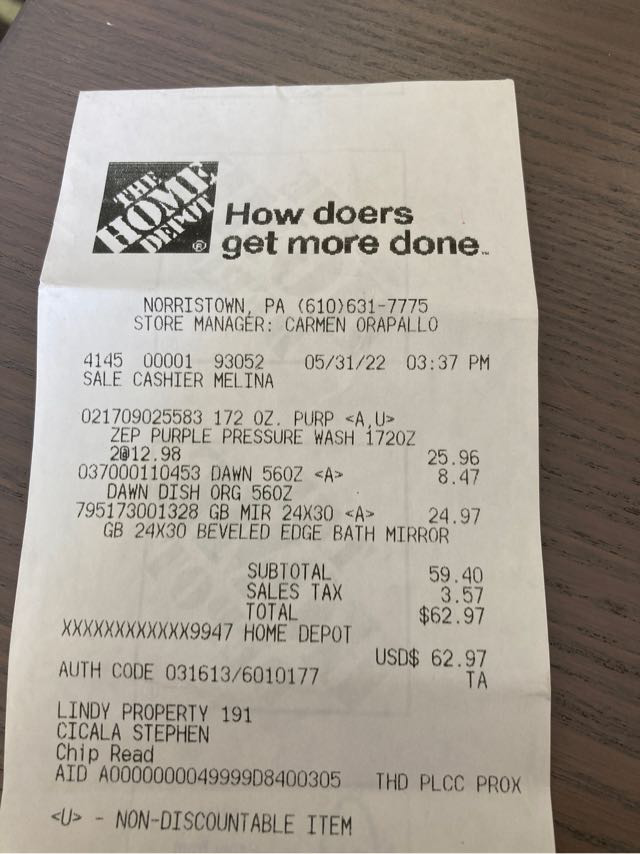 THE
HOME
DEPOT®
How doers
get more done™
NORRISTOWN, PA (610)631-7775
STORE MANAGER: CARMEN ORAPALLO
4145 00001 93052 05/31/22 03:37 PM
SALE CASHIER MELINA
021709025583 172 OZ. PURP <A,U>
ZEP PURPLE PRESSURE WASH 172OZ
2@12.98 25.96
037000110453 DAWN 56OZ <A> 8.47
DAWN DISH ORG 56OZ
795173001328 GB MIR 24X30 <A> 24.97
GB 24X30 BEVELED EDGE BATH MIRROR
SUBTOTAL 59.40
SALES TAX 3.57
TOTAL $62.97
XXXXXXXXXXXX9947 HOME DEPOT
USD$ 62.97
AUTH CODE 031613/6010177 TA
LINDY PROPERTY 191
CICALA STEPHEN
Chip Read
AID A0000000049999D8400305 THD PLCC PROX
<U> - NON-DISCOUNTABLE ITEM